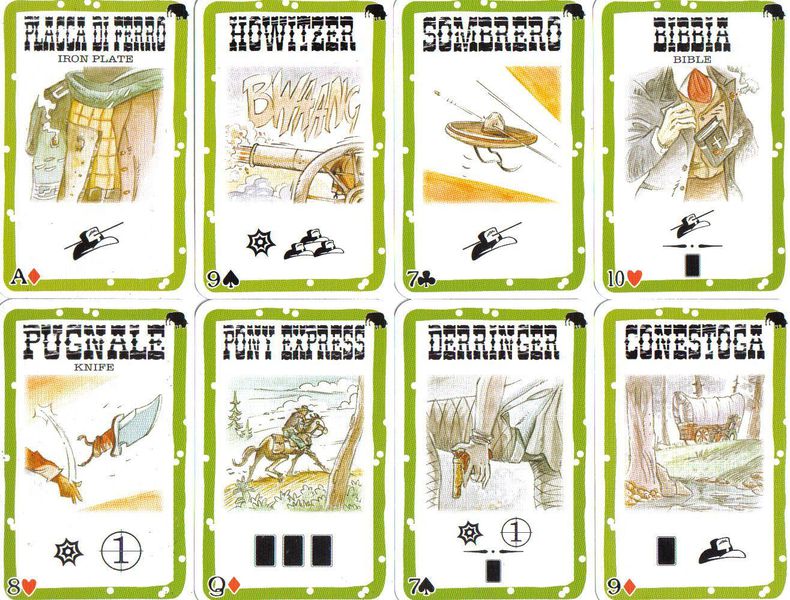 PLACCA DI FERRO
IRON PLATE
BWAANG
A♦
HOWITZER
9♠
SOMBRERO
7♣
BIBBIA
BIBLE
10♥
PUGNALE
KNIFE
1
8♥
PONY EXPRESS
Q♦
DERRINGER
1
7♠
CONESTOGA
9♦